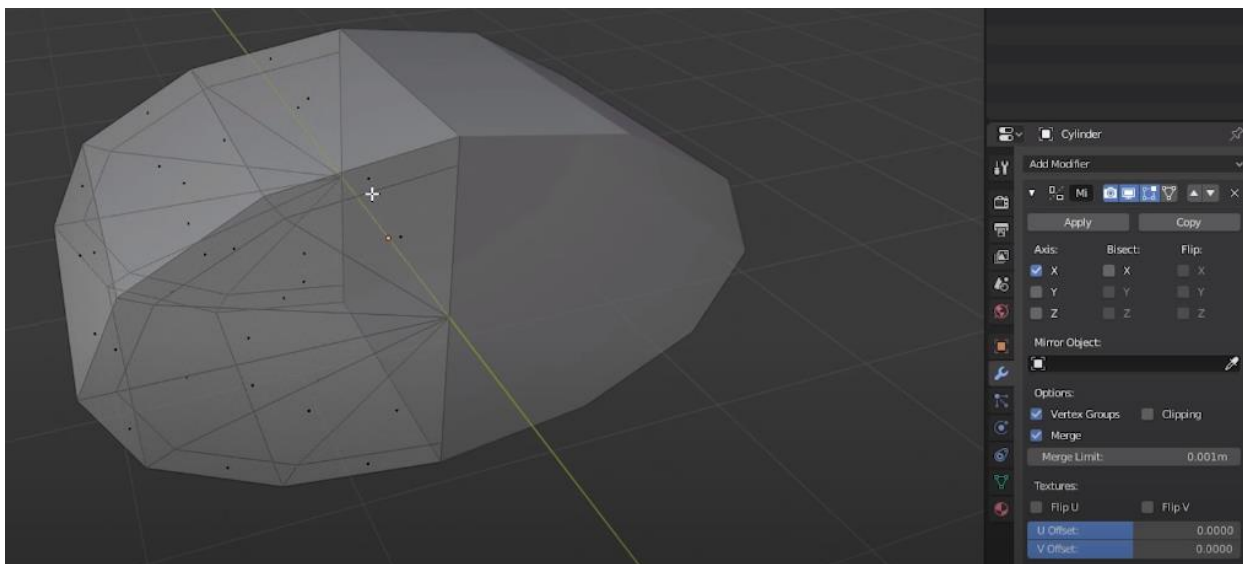 Cylinder
Add Modifier
Mi
Apply Copy
Axis: Bisect: Flip:
X X X
Y Y Y
Z Z Z
Mirror Object:
Options:
Vertex Groups Clipping
Merge
Merge Limit: 0.001m
Textures:
Flip U Flip V
U Offset: 0.0000
V Offset: 0.0000